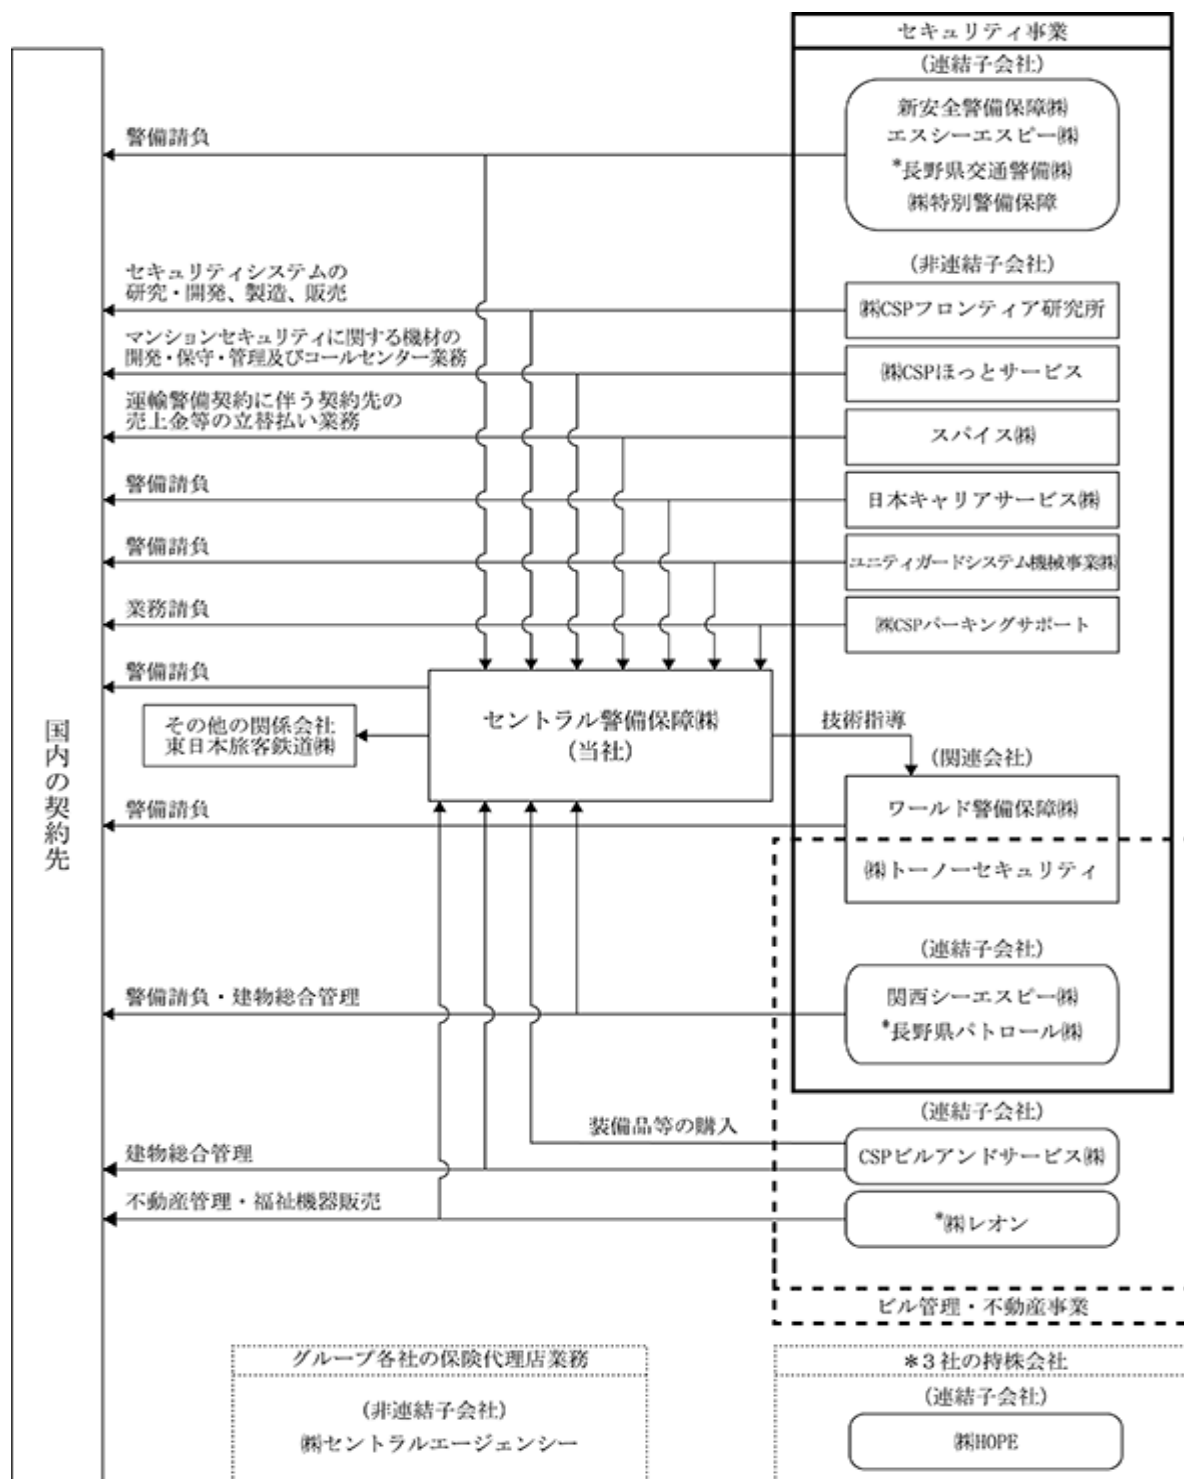 セキュリティ事業
(連結子会社)
新安全警備保障㈱
エスシーエスピー㈱
*長野県交通警備㈱
㈱特別警備保障
警備請負
(非連結子会社)
セキュリティシステムの
研究・開発、製造、販売
㈱CSPフロンティア研究所
マンションセキュリティに関する機材の
開発・保守・管理及びコールセンター業務
㈱CSPほっとサービス
運輸警備契約に伴う契約先の
売上金等の立替払い業務
スパイス㈱
警備請負
日本キャリアサービス㈱
警備請負
ユニティガードシステム機械事業㈱
業務請負
㈱CSPパーキングサポート
警備請負
セントラル警備保障㈱
(当社)
その他の関係会社
東日本旅客鉄道㈱
技術指導
(関連会社)
国内の契約先
警備請負
ワールド警備保障㈱
㈱トーノーセキュリティ
(連結子会社)
警備請負・建物総合管理
関西シーエスピー㈱
*長野県パトロール㈱
(連結子会社)
装備品等の購入
建物総合管理
CSPビルアンドサービス㈱
不動産管理・福祉機器販売
*㈱レオン
ビル管理・不動産事業
グループ各社の保険代理店業務
(非連結子会社)
㈱セントラルエージェンシー
*3社の持株会社
(連結子会社)
㈱HOPE